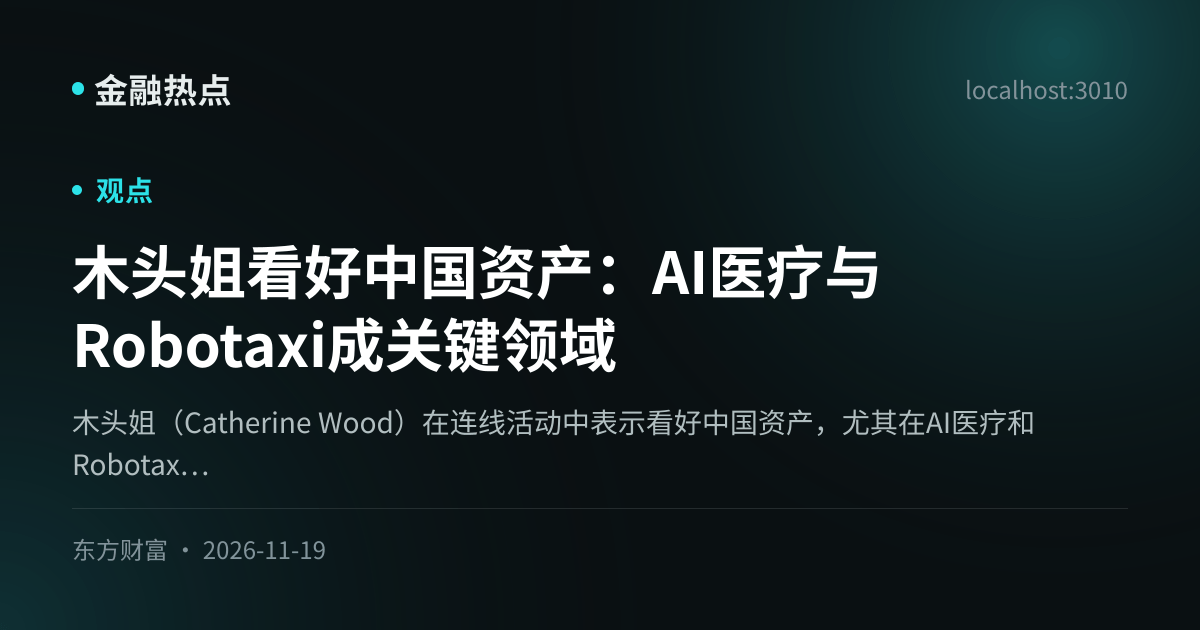 金融热点
localhost:3010
观点
木头姐看好中国资产：AI医疗与
Robotaxi成关键领域
木头姐（Catherine Wood）在连线活动中表示看好中国资产，尤其在AI医疗和
Robotax…
东方财富 · 2026-11-19